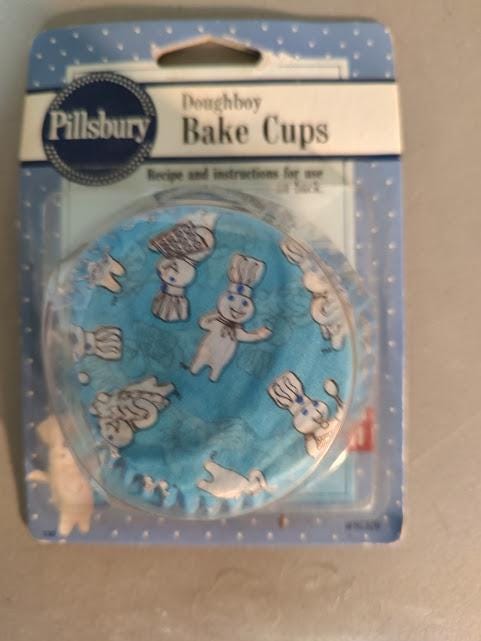 Pillsbury
Doughboy
Bake Cups
Recipe and instructions for use
on back.